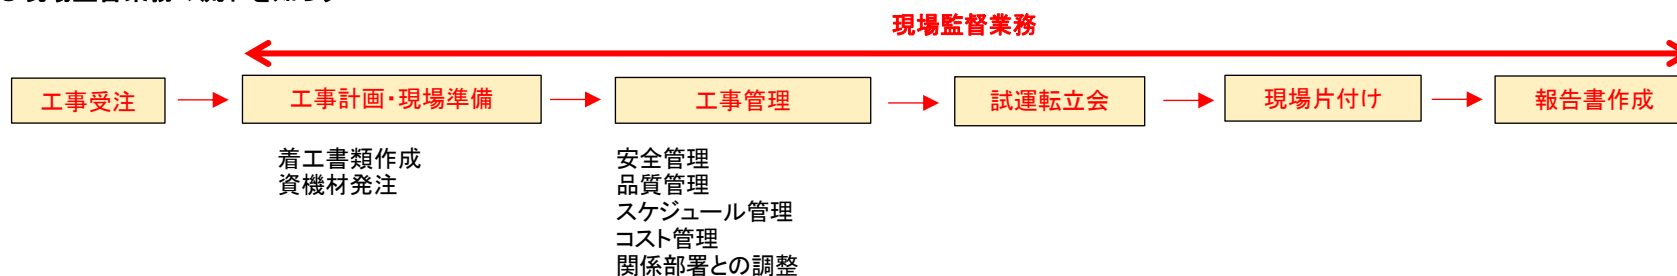 現場監督業務
工事受注
工事計画・現場準備
工事管理
試運転立会
現場片付け
報告書作成
着工書類作成
資機材発注
安全管理
品質管理
スケジュール管理
コスト管理
関係部署との調整